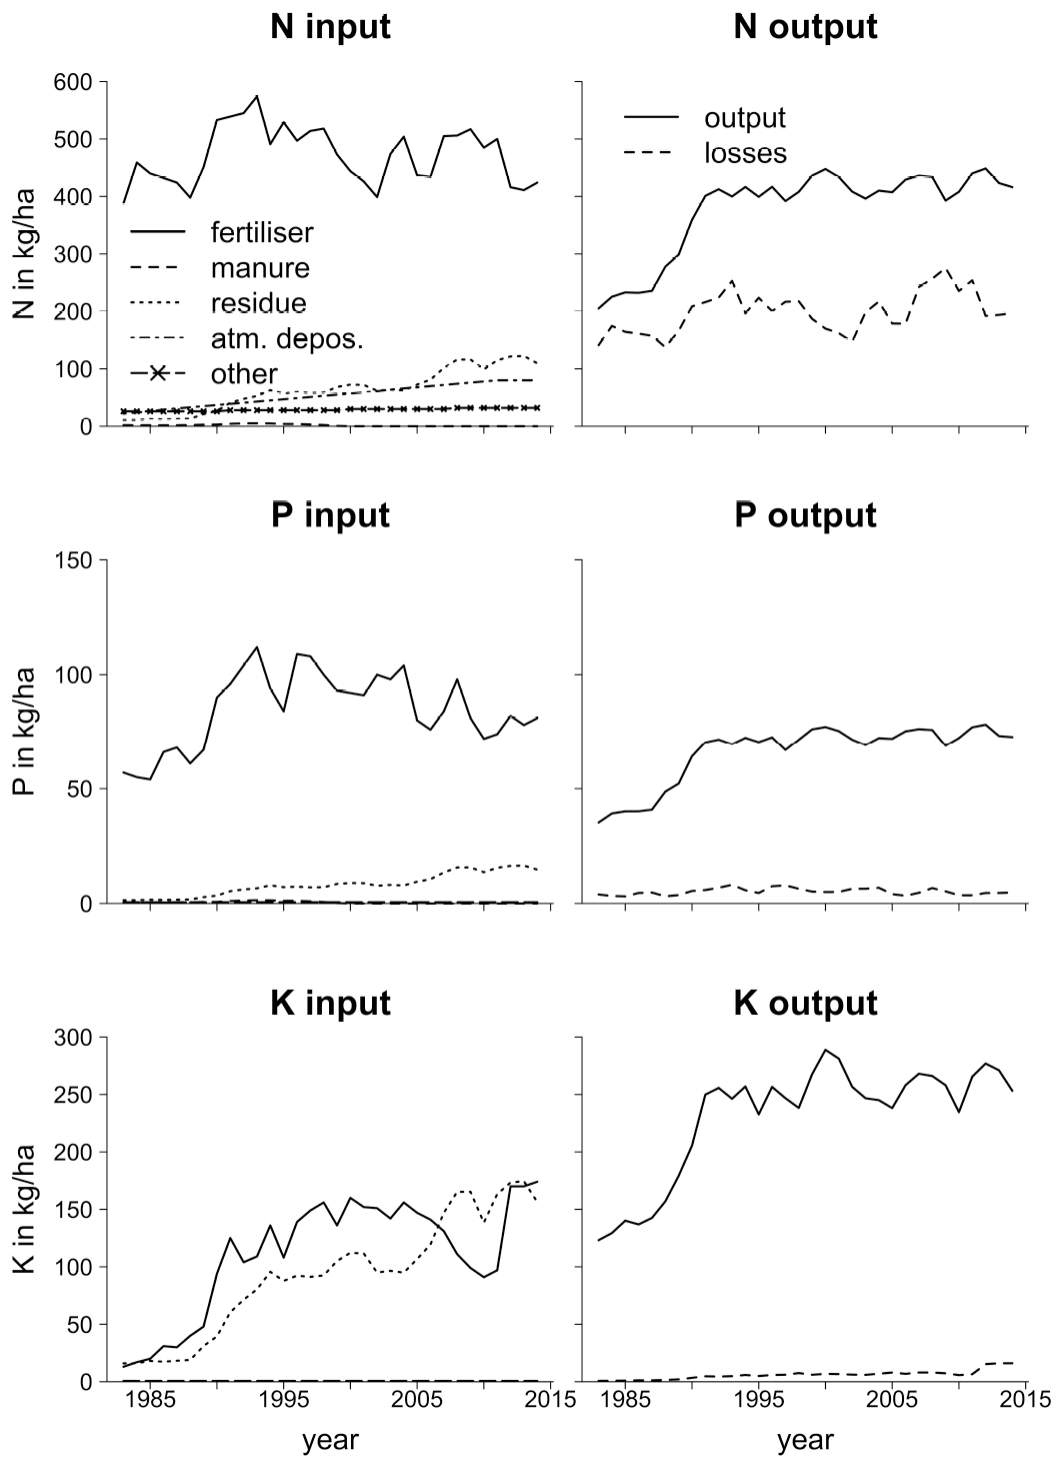 N input
N output
600
500
400
300
200
100
0
N in kg/ha
fertiliser
manure
residue
atm. depos.
other
output
losses
P input
P output
150
100
50
0
P in kg/ha
K input
K output
300
250
200
150
100
50
0
K in kg/ha
1985 1995 2005 2015
1985 1995 2005 2015
year
year